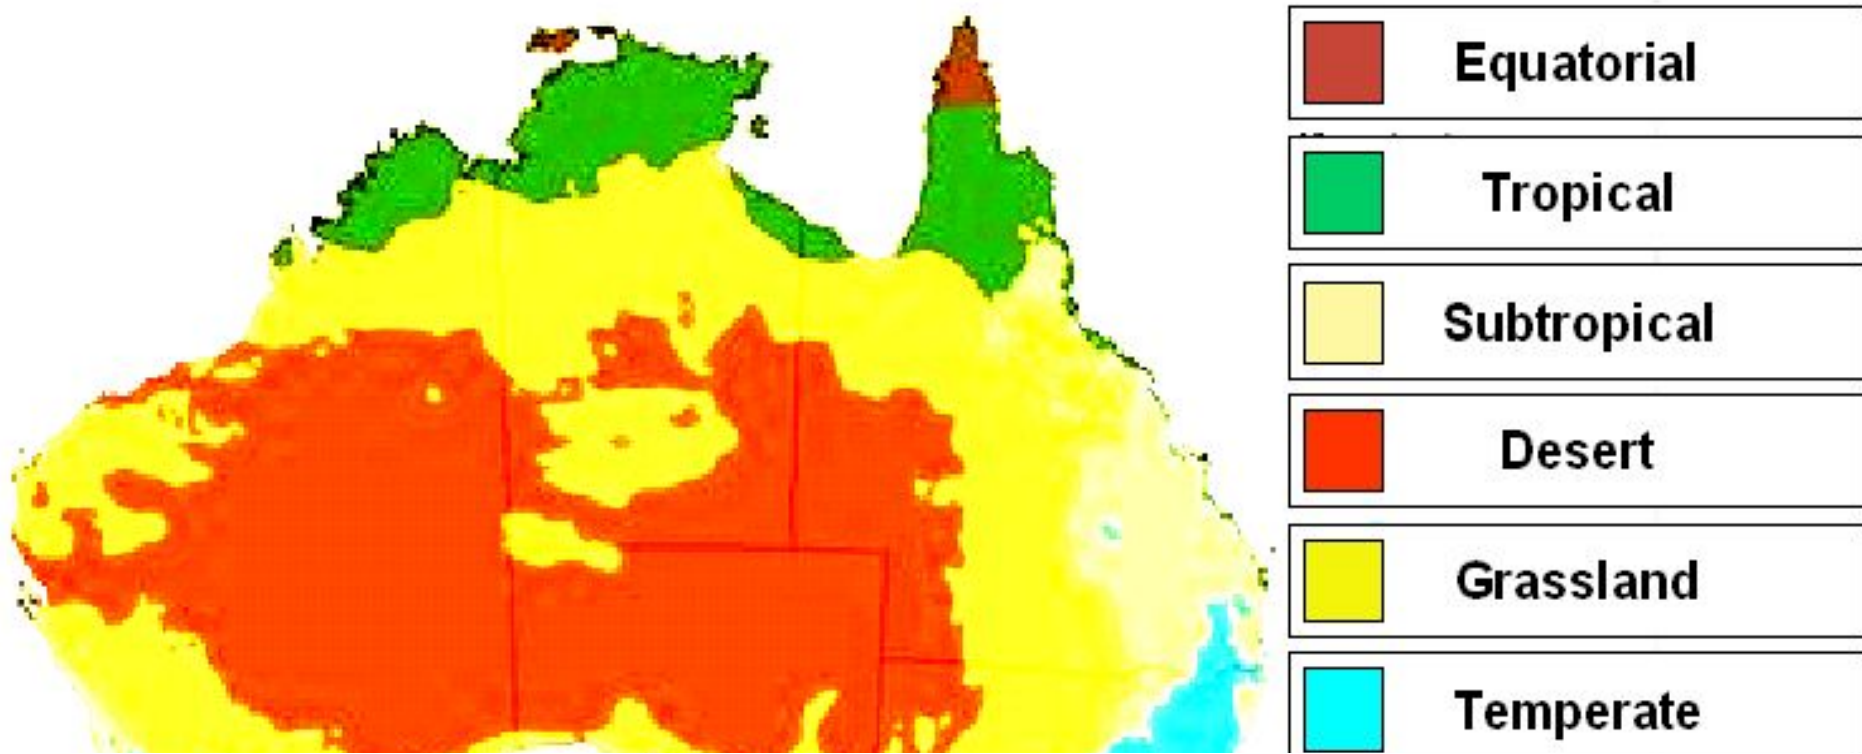 Equatorial
Tropical
Subtropical
Desert
Grassland
Temperate